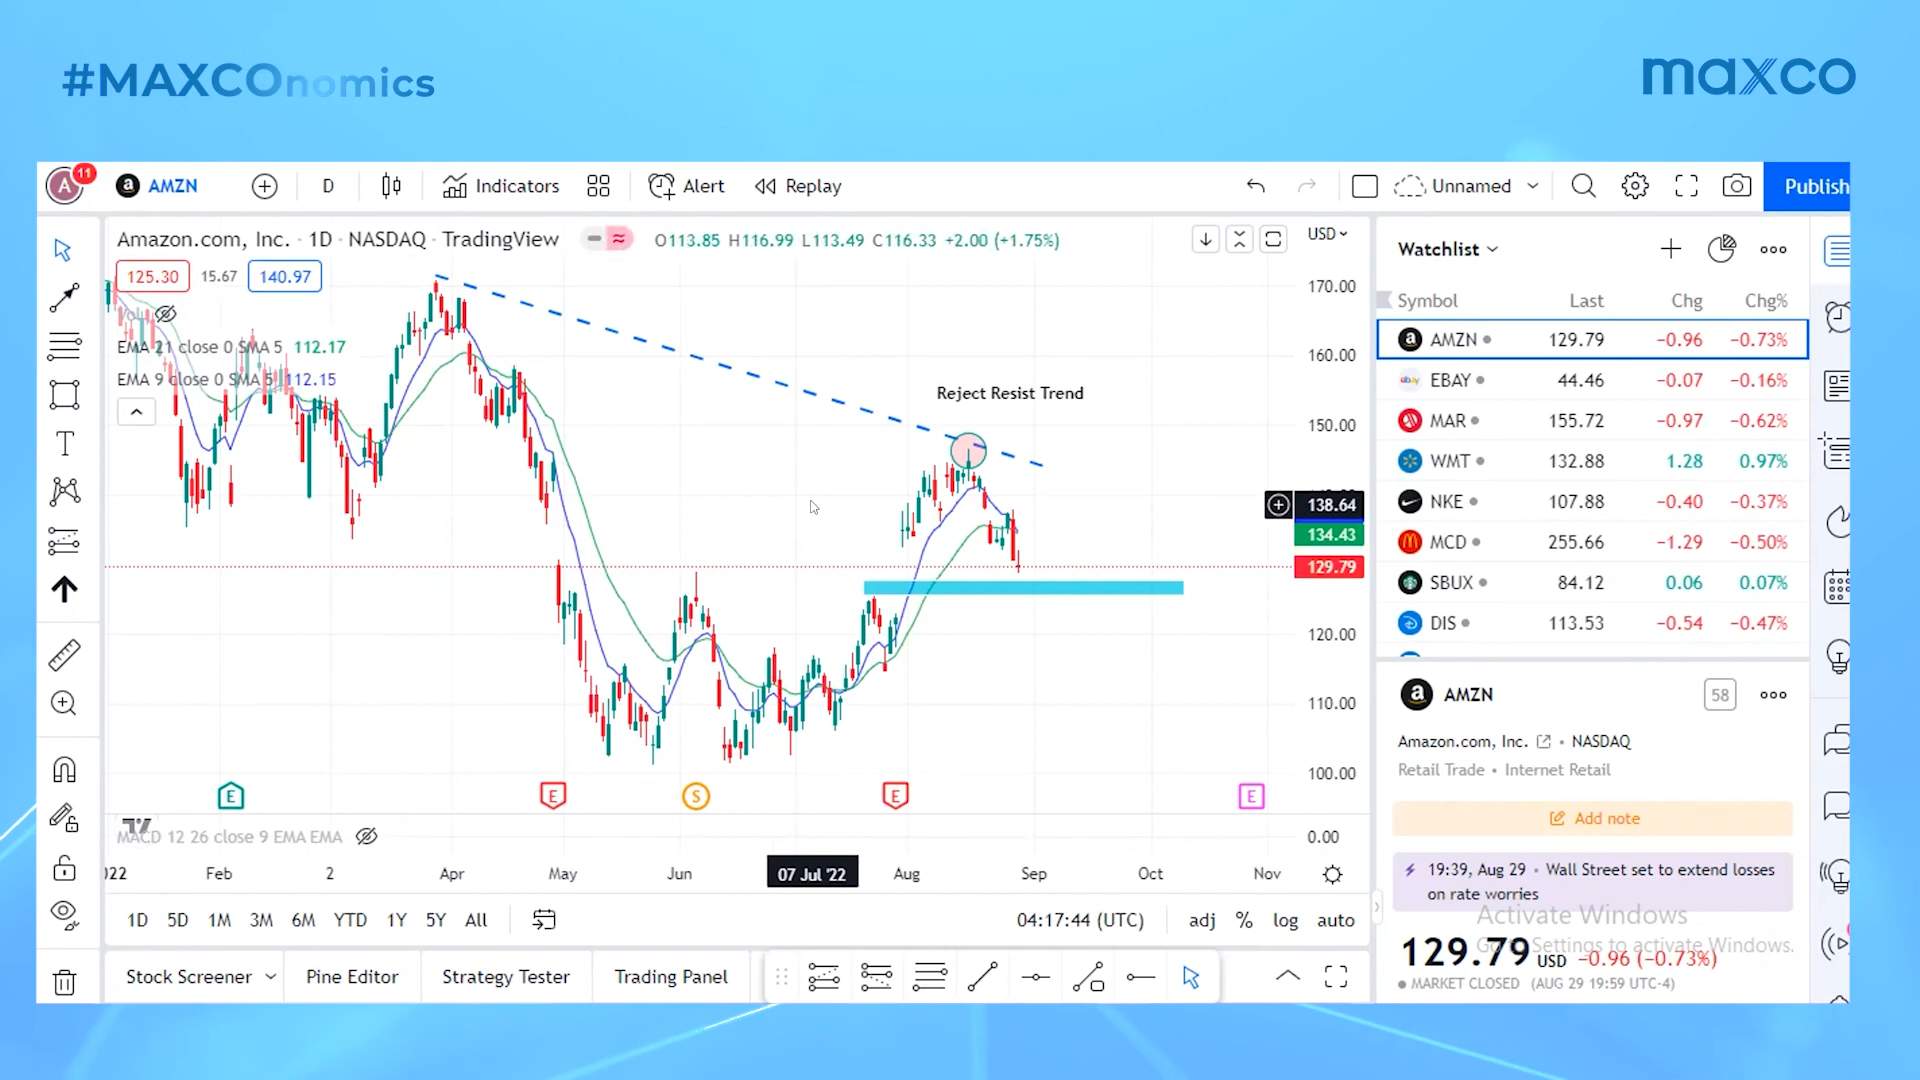 #MAXCOnomics
maxco
A 11 AMZN D Indicators Alert Replay Unnamed Publish
Amazon.com, Inc. · 1D · NASDAQ · TradingView O113.85 H116.99 L113.49 C116.33 +2.00 (+1.75%) USD
125.30 15.67 140.97
EMA 21 close 0 SMA 5 112.17
EMA 9 close 0 SMA 5 112.15
Reject Resist Trend
170.00
160.00
150.00
138.64
134.43
129.79
120.00
110.00
100.00
0.00
E E S E E
MACD 12 26 close 9 EMA EMA
Feb 2 Apr May Jun 07 Jul '22 Aug Sep Oct Nov
1D 5D 1M 3M 6M YTD 1Y 5Y All 04:17:44 (UTC) adj % log auto
Stock Screener Pine Editor Strategy Tester Trading Panel
Watchlist
Symbol Last Chg Chg%
AMZN 129.79 −0.96 −0.73%
EBAY 44.46 −0.07 −0.16%
MAR 155.72 −0.97 −0.62%
WMT 132.88 1.28 0.97%
NKE 107.88 −0.40 −0.37%
MCD 255.66 −1.29 −0.50%
SBUX 84.12 0.06 0.07%
DIS 113.53 −0.54 −0.47%
AMZN 58
Amazon.com, Inc. • NASDAQ
Retail Trade • Internet Retail
Add note
19:39, Aug 29 • Wall Street set to extend losses
on rate worries
Activate Windows
Settings to activate Windows.
129.79 USD −0.96 (−0.73%)
MARKET CLOSED (AUG 29 19:59 UTC-4)